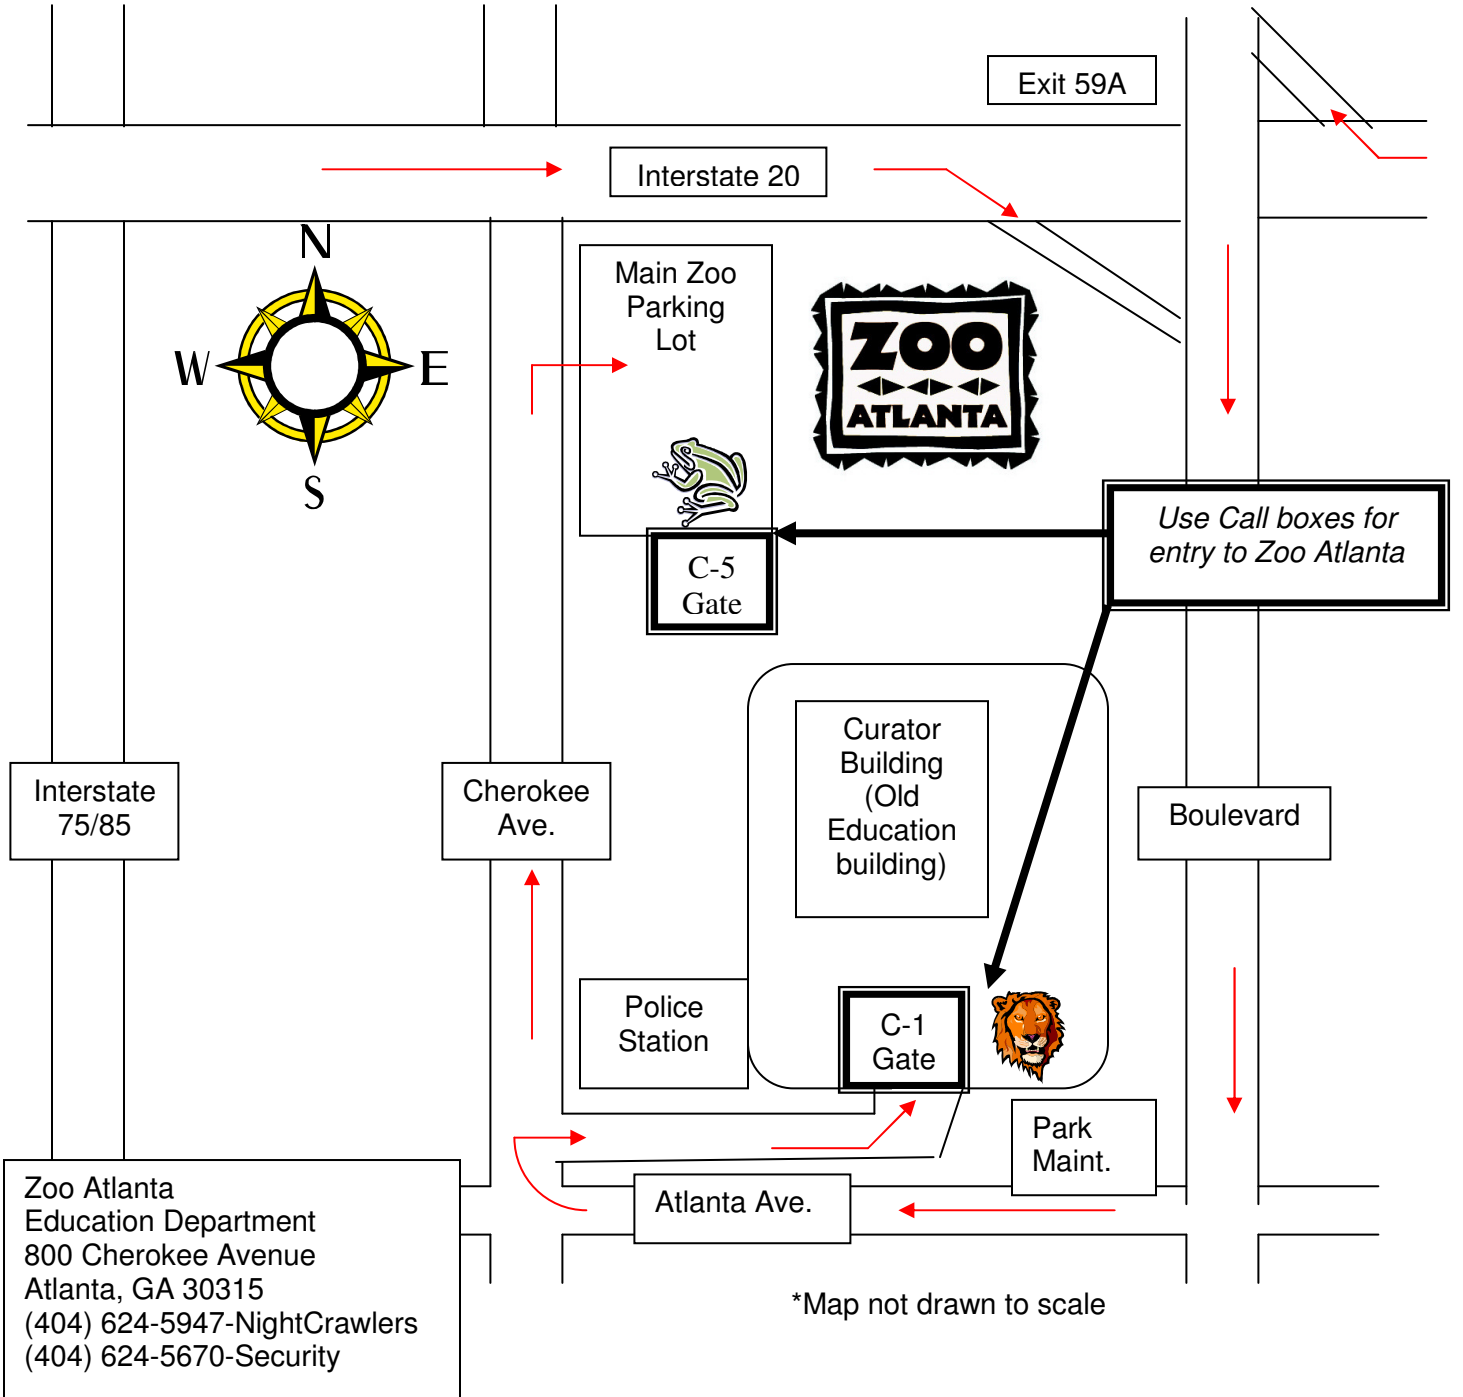 Exit 59A
Interstate 20
N
W
E
S
Main Zoo
Parking
Lot
ZOO
ATLANTA
Use Call boxes for
entry to Zoo Atlanta
C-5
Gate
Curator
Building
(Old
Education
building)
Interstate
75/85
Cherokee
Ave.
Boulevard
Police
Station
C-1
Gate
Park
Maint.
Atlanta Ave.
Zoo Atlanta
Education Department
800 Cherokee Avenue
Atlanta, GA 30315
(404) 624-5947-NightCrawlers
(404) 624-5670-Security
*Map not drawn to scale